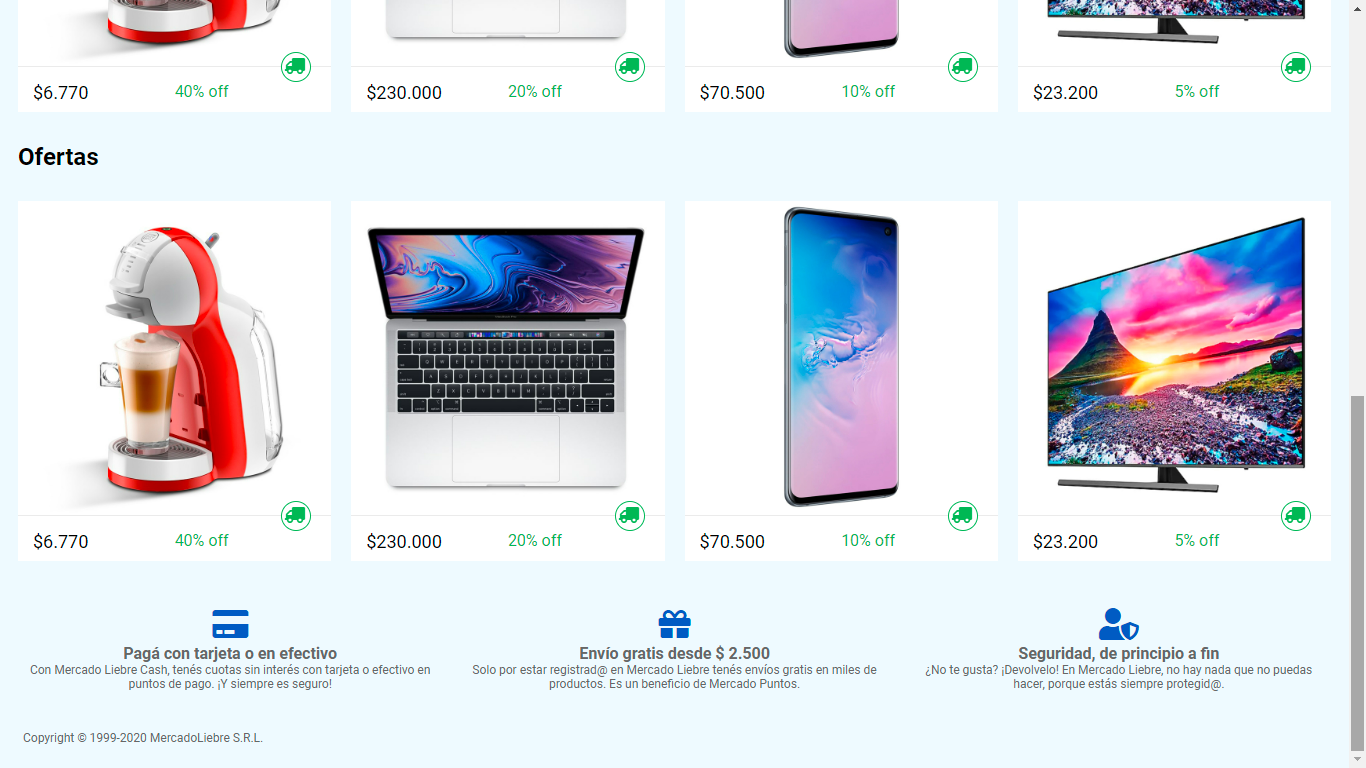 $6.770 40% off $230.000 20% off $70.500 10% off $23.200 5% off
Ofertas
$6.770 40% off $230.000 20% off $70.500 10% off $23.200 5% off
Pagá con tarjeta o en efectivo
Con Mercado Liebre Cash, tenés cuotas sin interés con tarjeta o efectivo en
puntos de pago. ¡Y siempre es seguro!
Envío gratis desde $ 2.500
Solo por estar registrad@ en Mercado Liebre tenés envíos gratis en miles de
productos. Es un beneficio de Mercado Puntos.
Seguridad, de principio a fin
¿No te gusta? ¡Devolvelo! En Mercado Liebre, no hay nada que no puedas
hacer, porque estás siempre protegid@.
Copyright © 1999-2020 MercadoLiebre S.R.L.